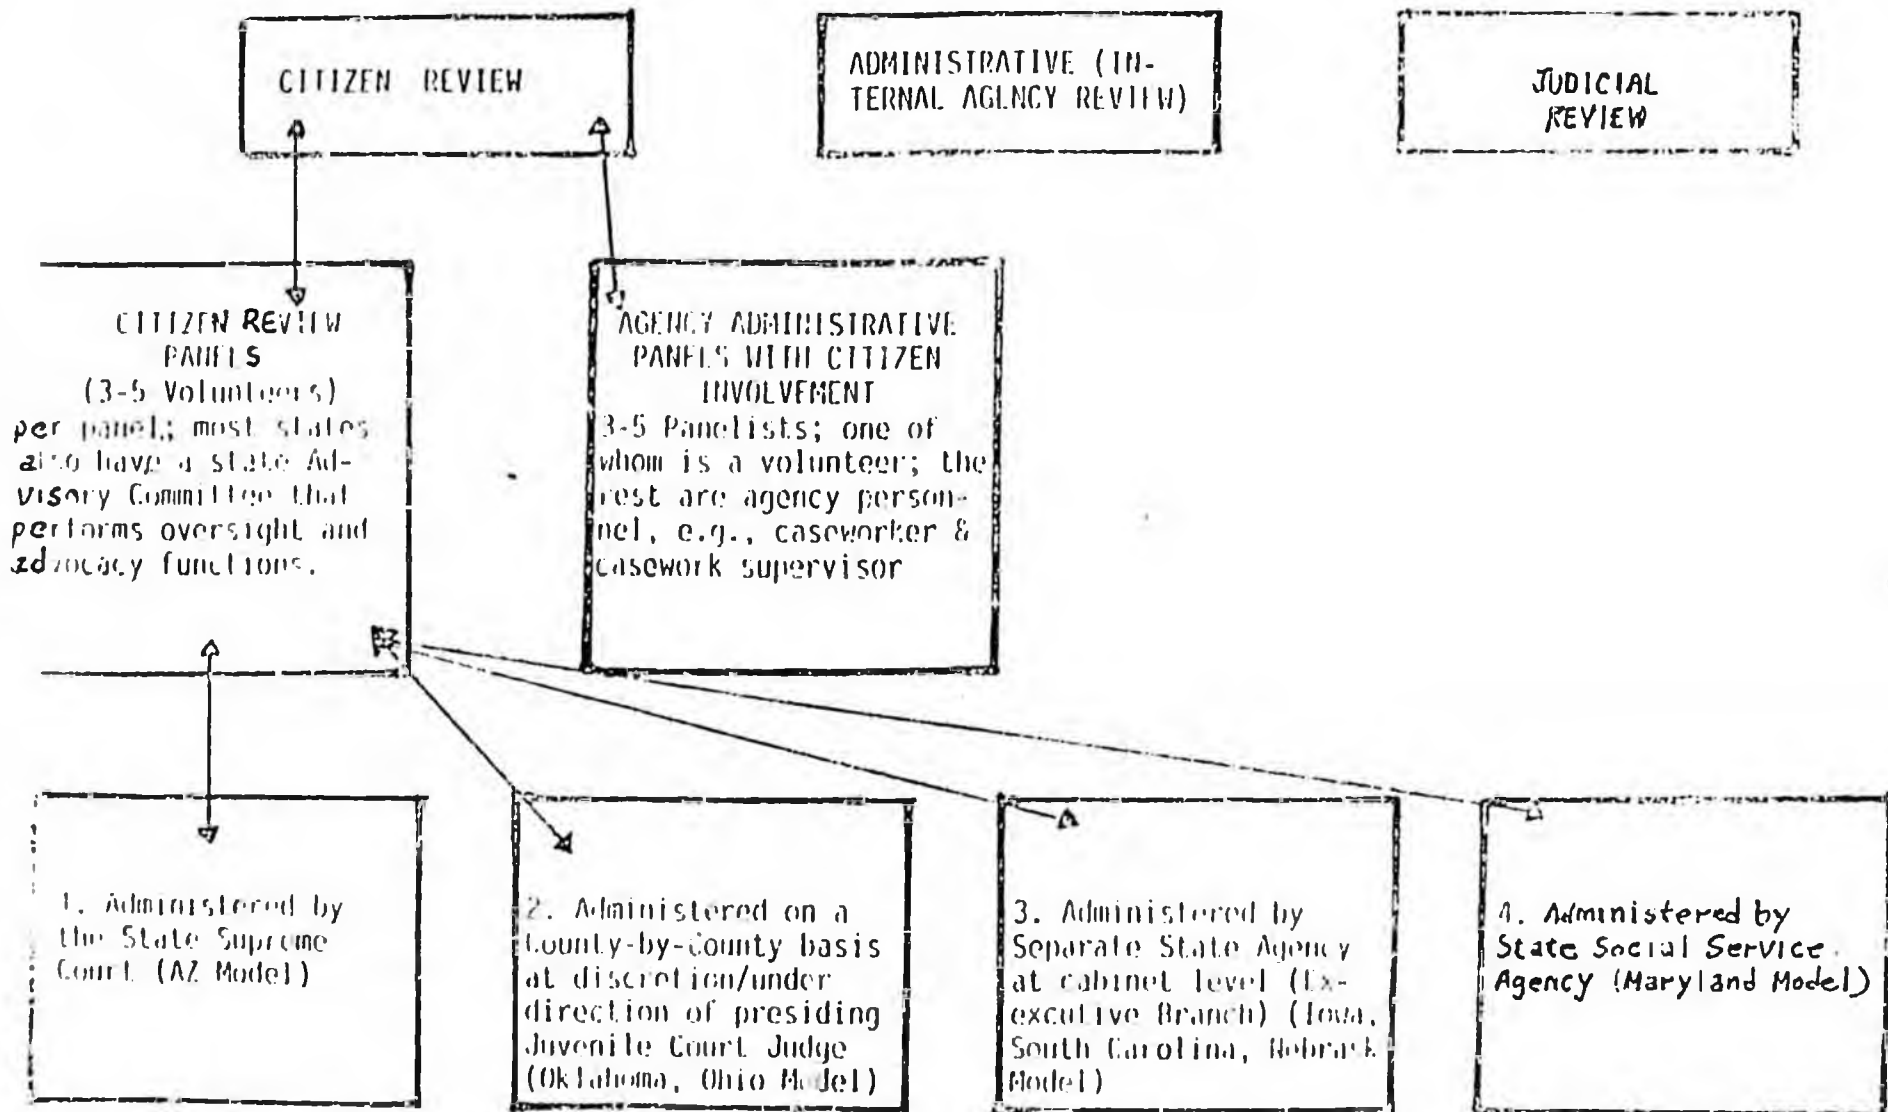 CITIZEN REVIEW
ADMINISTRATIVE (IN-
TERNAL AGENCY REVIEW)
JUDICIAL
REVIEW
CITIZEN REVIEW
PANELS
(3-5 Volunteers)
per panel; most states
also have a state Ad-
visory Committee that
performs oversight and
advocacy functions.
AGENCY ADMINISTRATIVE
PANELS WITH CITIZEN
INVOLVEMENT
3-5 Panelists; one of
whom is a volunteer; the
rest are agency person-
nel, e.g., caseworker &
casework supervisor
1. Administered by
the State Supreme
Court (AZ Model)
2. Administered on a
County-by-County basis
at discretion/under
direction of presiding
Juvenile Court Judge
(Oklahoma, Ohio Model)
3. Administered by
Separate State Agency
at cabinet level (Ex-
excutive Branch) (Iowa,
South Carolina, Nebrask
Model)
4. Administered by
State Social Service
Agency (Maryland Model)